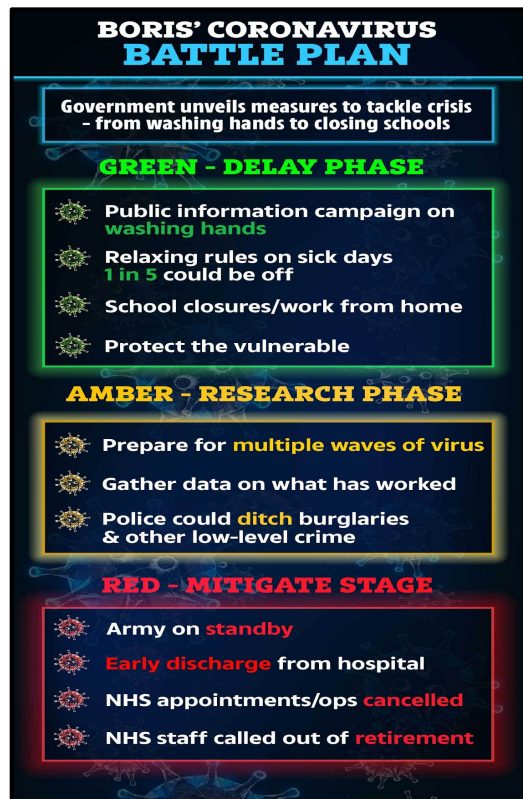 BORIS' CORONAVIRUS
BATTLE PLAN
Government unveils measures to tackle crisis
– from washing hands to closing schools
GREEN - DELAY PHASE
Public information campaign on
washing hands
Relaxing rules on sick days
1 in 5 could be off
School closures/work from home
Protect the vulnerable
AMBER - RESEARCH PHASE
Prepare for multiple waves of virus
Gather data on what has worked
Police could ditch burglaries
& other low-level crime
RED - MITIGATE STAGE
Army on standby
Early discharge from hospital
NHS appointments/ops cancelled
NHS staff called out of retirement